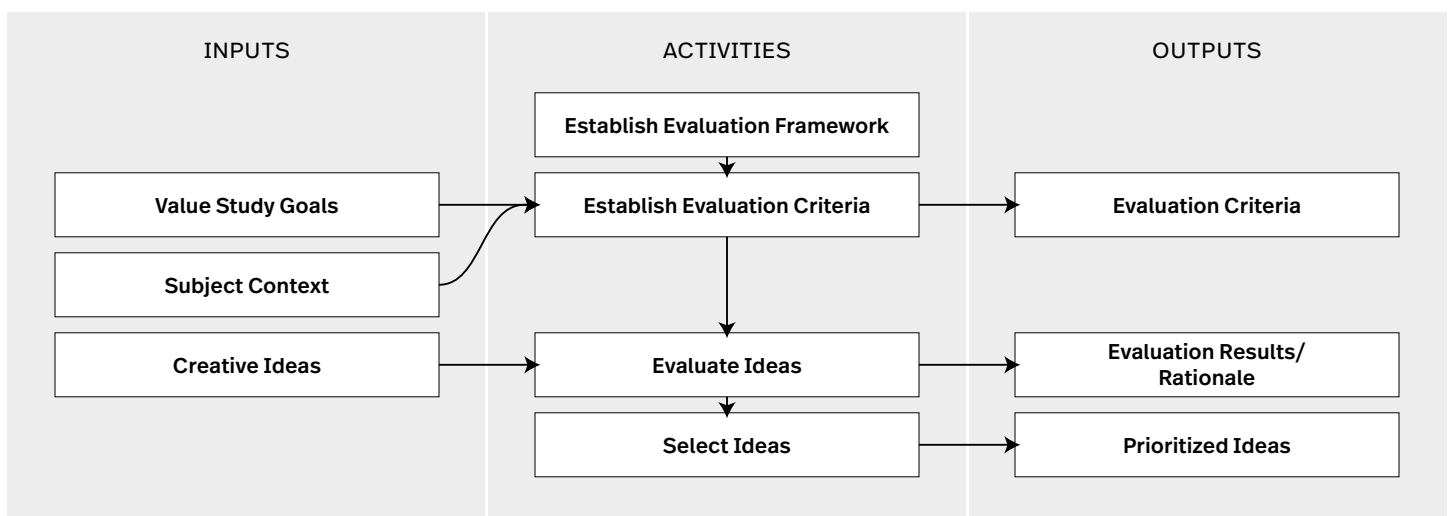 INPUTS
ACTIVITIES
OUTPUTS
Establish Evaluation Framework
Value Study Goals
Establish Evaluation Criteria
Evaluation Criteria
Subject Context
Creative Ideas
Evaluate Ideas
Evaluation Results/
Rationale
Select Ideas
Prioritized Ideas